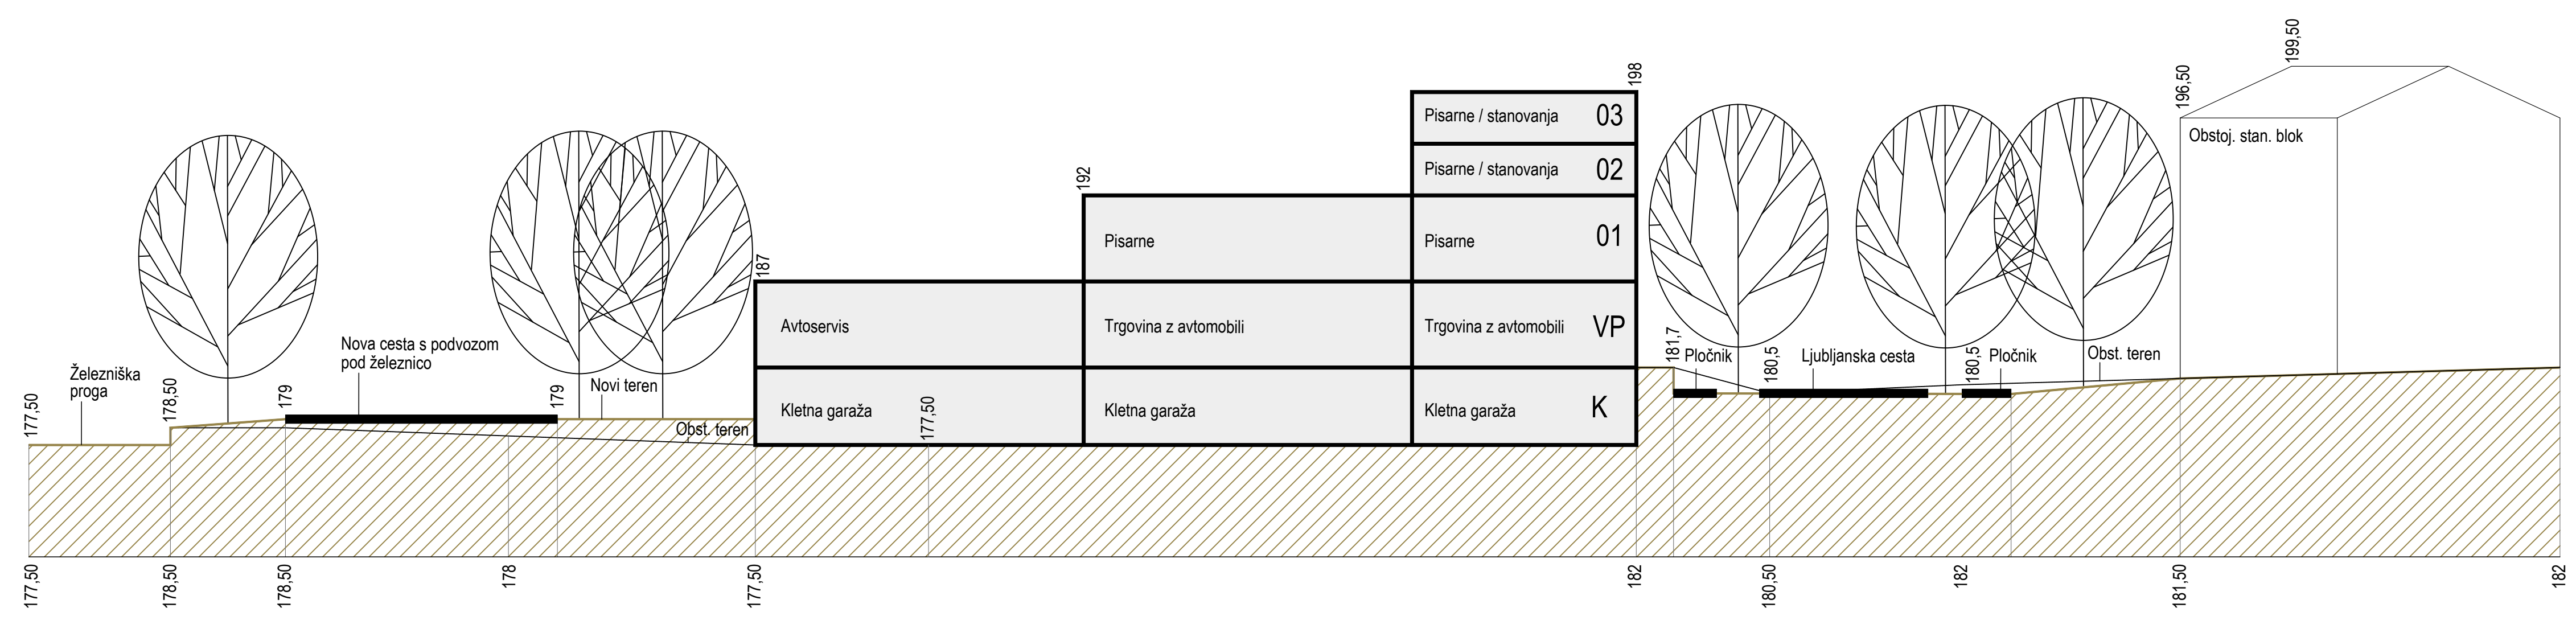 199,50
196,50
Obstoj. stan. blok
198
Pisarne / stanovanja 03
Pisarne / stanovanja 02
192
Pisarne
Pisarne 01
187
Avtoservis
Trgovina z avtomobili
Trgovina z avtomobili VP
Kletna garaža
177,50
Kletna garaža
Kletna garaža K
177,50
Železniška
proga
178,50
179
Nova cesta s podvozom
pod železnico
179
Novi teren
Obst. teren
181,7
Pločnik
180,5
Ljubljanska cesta
180,5
Pločnik
Obst. teren
177,50
178,50
178,50
178
177,50
182
180,50
182
181,50
182